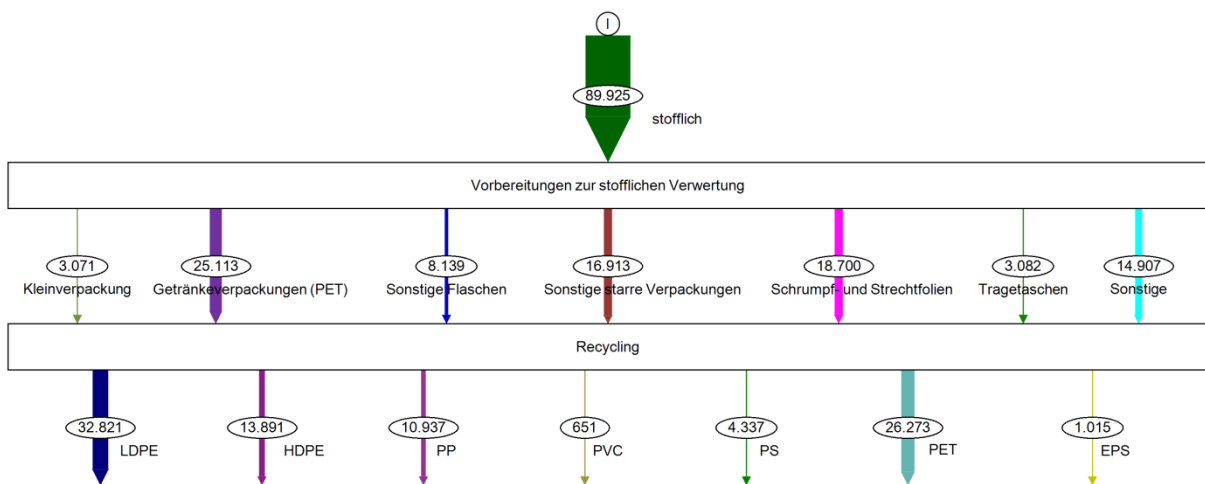 I
89.925
stofflich
Vorbereitungen zur stofflichen Verwertung
3.071
25.113
8.139
16.913
18.700
3.082
14.907
Kleinverpackung
Getränkeverpackungen (PET)
Sonstige Flaschen
Sonstige starre Verpackungen
Schrumpf- und Strechtfolien
Tragetaschen
Sonstige
Recycling
32.821
13.891
10.937
651
4.337
26.273
1.015
LDPE
HDPE
PP
PVC
PS
PET
EPS